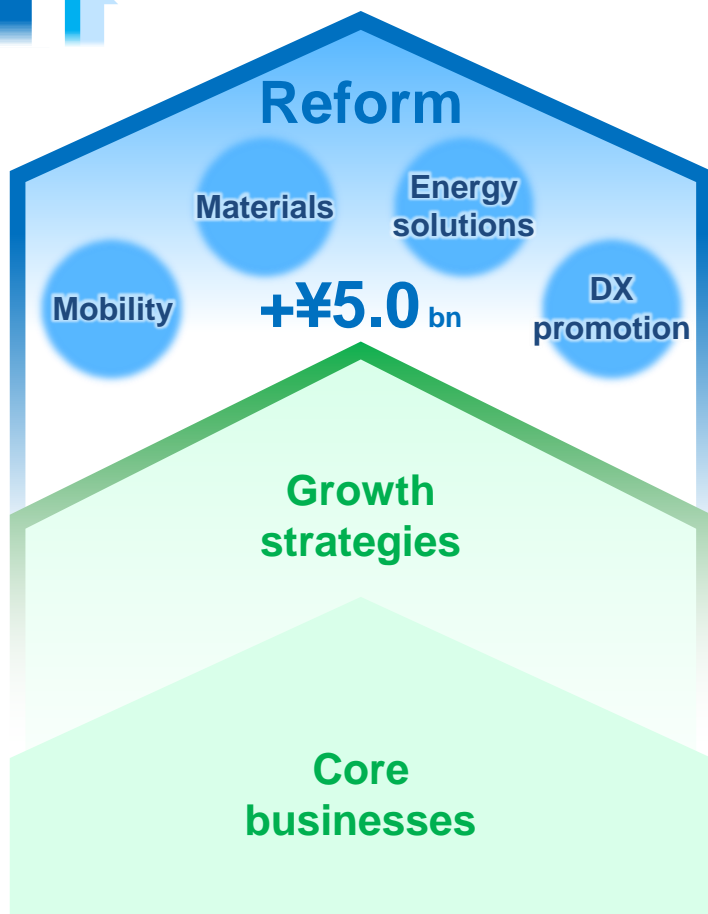 Reform
Materials
Energy
solutions
Mobility
+¥5.0 bn
DX
promotion
Growth
strategies
Core
businesses